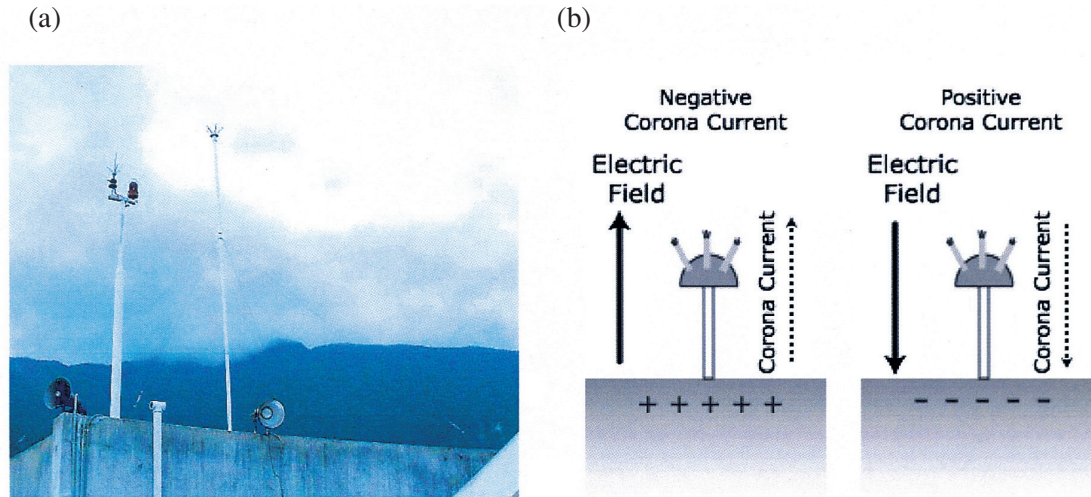 (a)
(b)
Negative
Corona Current
Electric
Field
Corona Current
+ + + + +
Positive
Corona Current
Electric
Field
Corona Current
- - - - -